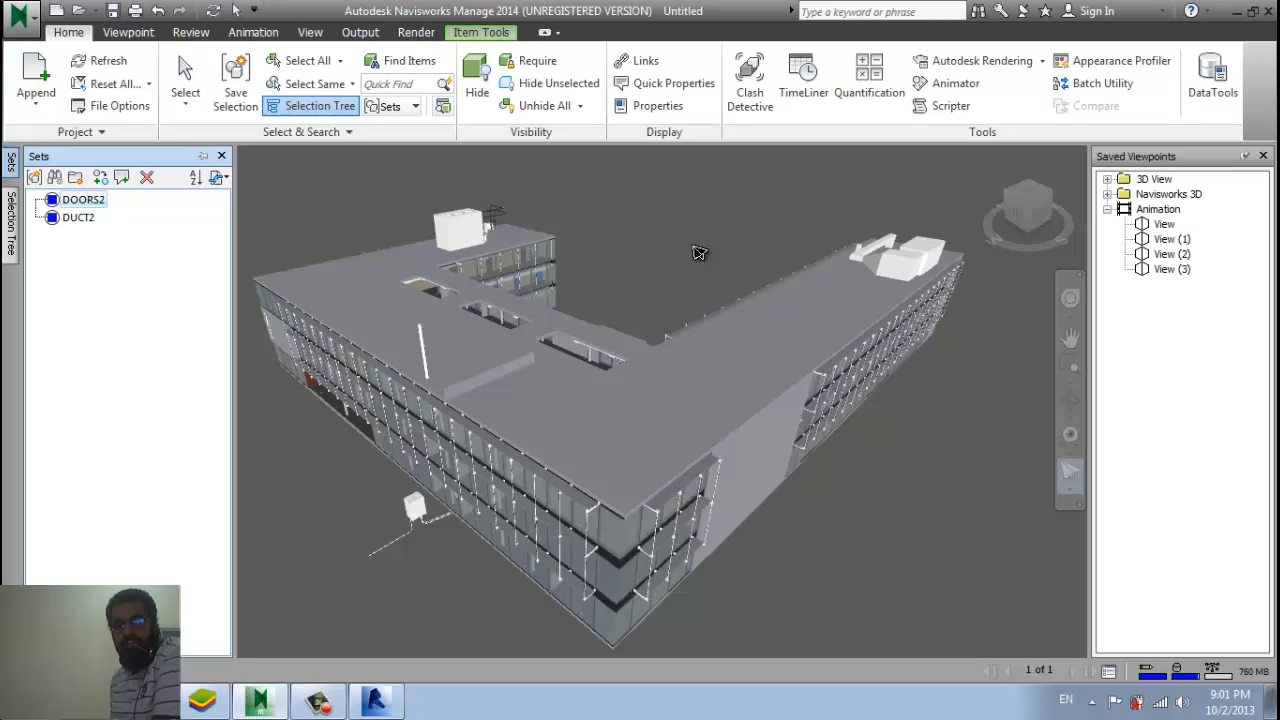 Autodesk Navisworks Manage 2014 (UNREGISTERED VERSION) Untitled
Type a keyword or phrase
Sign In
Home Viewpoint Review Animation View Output Render Item Tools
Append
Refresh
Reset All...
File Options
Project
Select
Save Selection
Select All
Select Same
Selection Tree
Find Items
Quick Find
Sets
Select & Search
Hide
Require
Hide Unselected
Unhide All
Visibility
Links
Quick Properties
Properties
Display
Clash Detective
TimeLiner
Quantification
Autodesk Rendering
Animator
Scripter
Appearance Profiler
Batch Utility
Compare
DataTools
Tools
Sets
Sets
Selection Tree
DOORS2
DUCT2
Saved Viewpoints
3D View
Navisworks 3D
Animation
View
View (1)
View (2)
View (3)
1 of 1
760 MB
EN
9:01 PM
10/2/2013